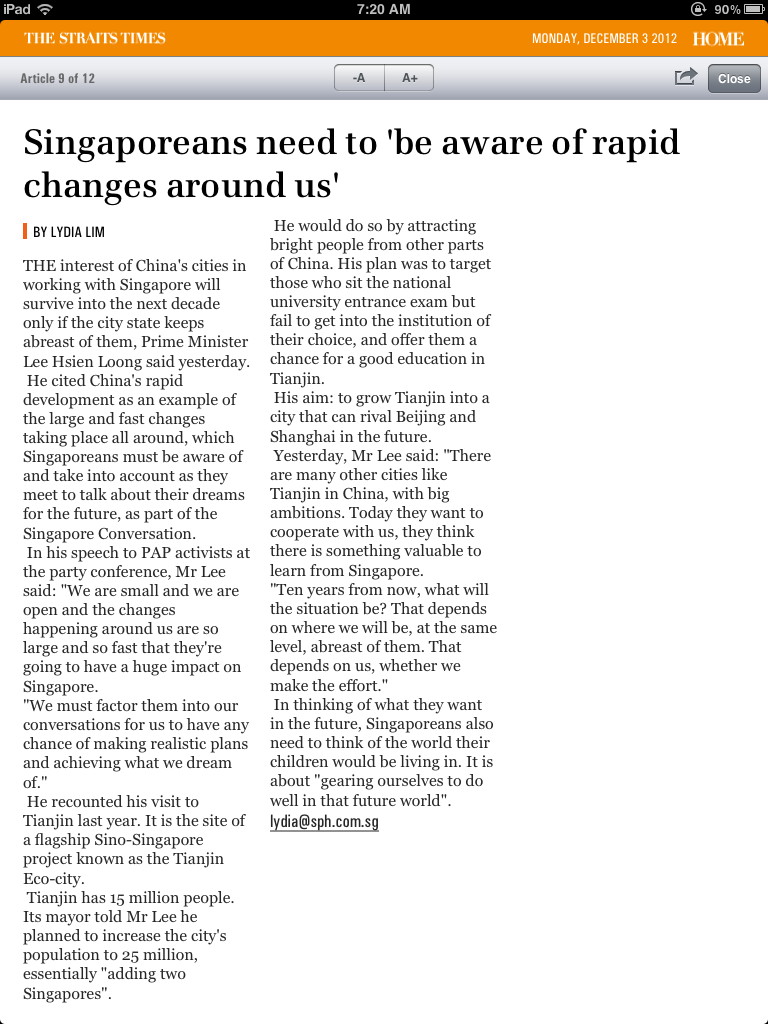 iPad 7:20 AM 90%
THE STRAITS TIMES MONDAY, DECEMBER 3 2012 HOME
Article 9 of 12 -A A+ Close
Singaporeans need to 'be aware of rapid
changes around us'
BY LYDIA LIM
THE interest of China's cities in
working with Singapore will
survive into the next decade
only if the city state keeps
abreast of them, Prime Minister
Lee Hsien Loong said yesterday.
He cited China's rapid
development as an example of
the large and fast changes
taking place all around, which
Singaporeans must be aware of
and take into account as they
meet to talk about their dreams
for the future, as part of the
Singapore Conversation.
In his speech to PAP activists at
the party conference, Mr Lee
said: "We are small and we are
open and the changes
happening around us are so
large and so fast that they're
going to have a huge impact on
Singapore.
"We must factor them into our
conversations for us to have any
chance of making realistic plans
and achieving what we dream
of."
He recounted his visit to
Tianjin last year. It is the site of
a flagship Sino-Singapore
project known as the Tianjin
Eco-city.
Tianjin has 15 million people.
Its mayor told Mr Lee he
planned to increase the city's
population to 25 million,
essentially "adding two
Singapores".
He would do so by attracting
bright people from other parts
of China. His plan was to target
those who sit the national
university entrance exam but
fail to get into the institution of
their choice, and offer them a
chance for a good education in
Tianjin.
His aim: to grow Tianjin into a
city that can rival Beijing and
Shanghai in the future.
Yesterday, Mr Lee said: "There
are many other cities like
Tianjin in China, with big
ambitions. Today they want to
cooperate with us, they think
there is something valuable to
learn from Singapore.
"Ten years from now, what will
the situation be? That depends
on where we will be, at the same
level, abreast of them. That
depends on us, whether we
make the effort."
In thinking of what they want
in the future, Singaporeans also
need to think of the world their
children would be living in. It is
about "gearing ourselves to do
well in that future world".
lydia@sph.com.sg